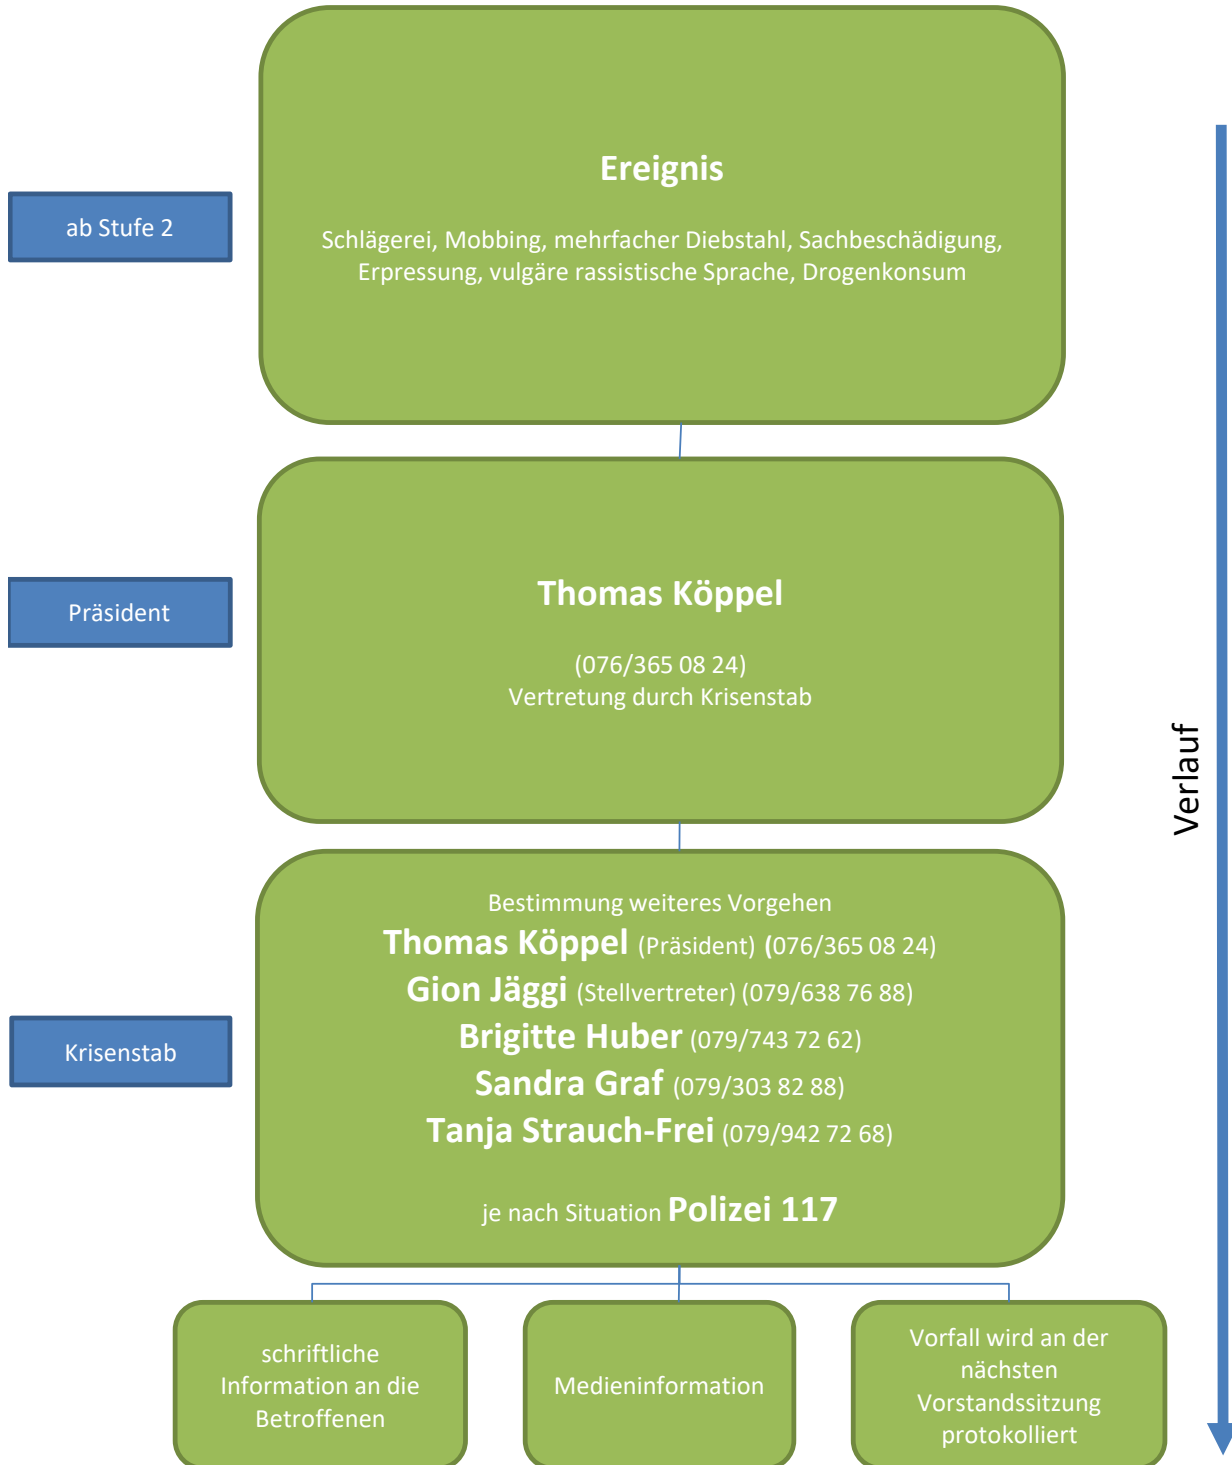 Ereignis
ab Stufe 2
Schlägerei, Mobbing, mehrfacher Diebstahl, Sachbeschädigung,
Erpressung, vulgäre rassistische Sprache, Drogenkonsum
Präsident
Thomas Köppel
(076/365 08 24)
Vertretung durch Krisenstab
Verlauf
Krisenstab
Bestimmung weiteres Vorgehen
Thomas Köppel (Präsident) (076/365 08 24)
Gion Jäggi (Stellvertreter) (079/638 76 88)
Brigitte Huber (079/743 72 62)
Sandra Graf (079/303 82 88)
Tanja Strauch-Frei (079/942 72 68)
je nach Situation Polizei 117
schriftliche
Information an die
Betroffenen
Medieninformation
Vorfall wird an der
nächsten
Vorstandssitzung
protokolliert